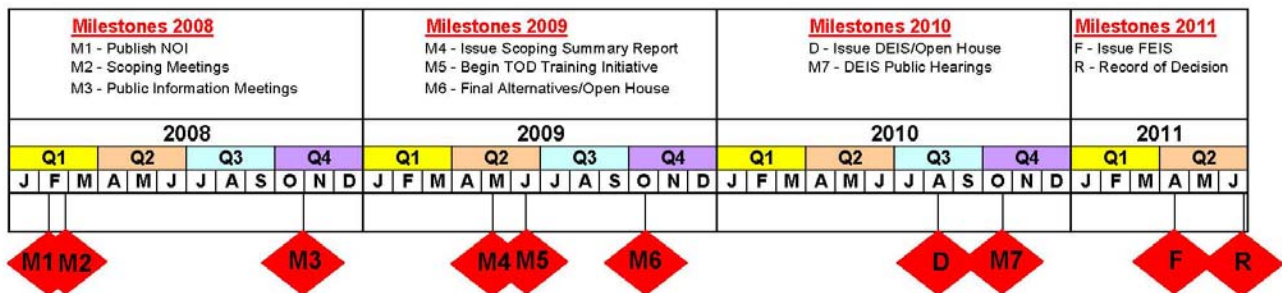 Milestones 2008
M1 - Publish NOI
M2 - Scoping Meetings
M3 - Public Information Meetings
Milestones 2009
M4 - Issue Scoping Summary Report
M5 - Begin TOD Training Initiative
M6 - Final Alternatives/Open House
Milestones 2010
D - Issue DEIS/Open House
M7 - DEIS Public Hearings
Milestones 2011
F - Issue FEIS
R - Record of Decision
2008 2009 2010 2011
Q1 Q2 Q3 Q4 Q1 Q2 Q3 Q4 Q1 Q2 Q3 Q4 Q1 Q2
J F M A M J J A S O N D J F M A M J J A S O N D J F M A M J J A S O N D J F M A M J
M1 M2 M3 M4 M5 M6 D M7 F R